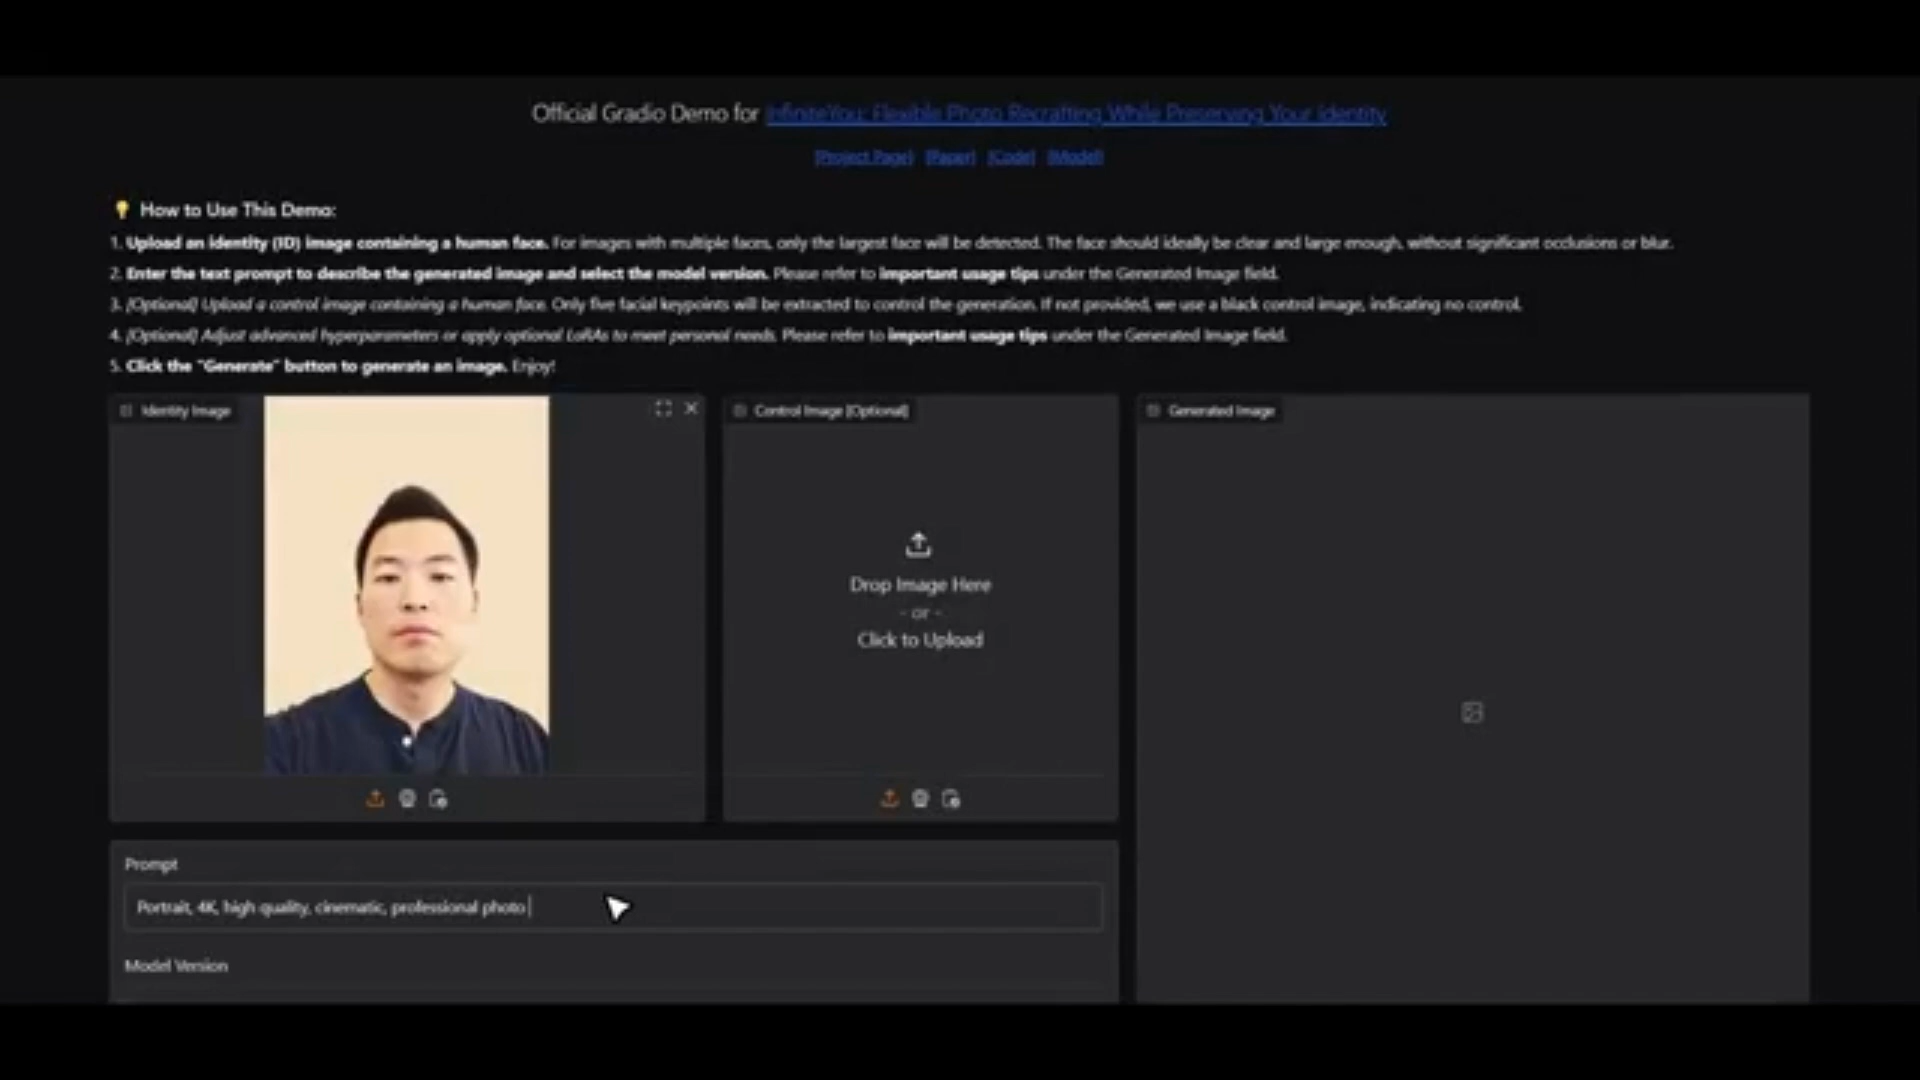 Official Gradio Demo for InfiniteYou: Flexible Photo Recrafting While Preserving Your Identity
[Project Page] [Paper] [Code] [Model]
💡 How to Use This Demo:
1. Upload an identity (ID) image containing a human face. For images with multiple faces, only the largest face will be detected. The face should ideally be clear and large enough, without significant occlusions or blur.
2. Enter the text prompt to describe the generated image and select the model version. Please refer to important usage tips under the Generated Image field.
3. [Optional] Upload a control image containing a human face. Only five facial keypoints will be extracted to control the generation. If not provided, we use a black control image, indicating no control.
4. [Optional] Adjust advanced hyperparameters or apply optional LoRAs to meet personal needs. Please refer to important usage tips under the Generated Image field.
5. Click the "Generate" button to generate an image. Enjoy!
Identity Image
Control Image [Optional]
Generated Image
Drop Image Here
- or -
Click to Upload
Prompt
Portrait, 4K, high quality, cinematic, professional photo
Model Version